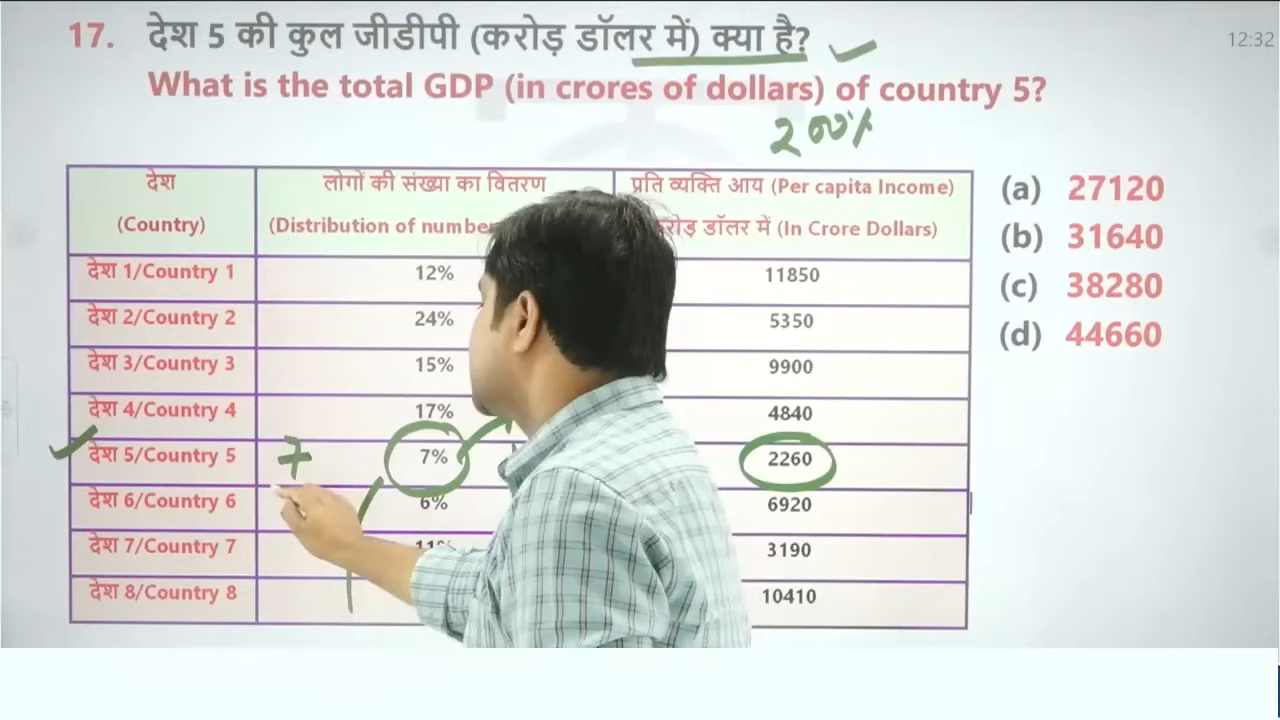 17. देश 5 की कुल जीडीपी (करोड़ डॉलर में) क्या है?
12:32
What is the total GDP (in crores of dollars) of country 5?
देश लोगों की संख्या का वितरण प्रति व्यक्ति आय (Per capita Income)
(Country) (Distribution of डॉलर में (In Crore Dollars)
देश 1/Country 1 12% 11850
देश 2/Country 2 24% 5350
देश 3/Country 3 15% 9900
देश 4/Country 4 17% 4840
देश 5/Country 5 7 7% 2260
देश 6/Country 6 6% 6920
देश 7/Country 7 3190
देश 8/Country 8 10410
(a) 27120
(b) 31640
(c) 38280
(d) 44660